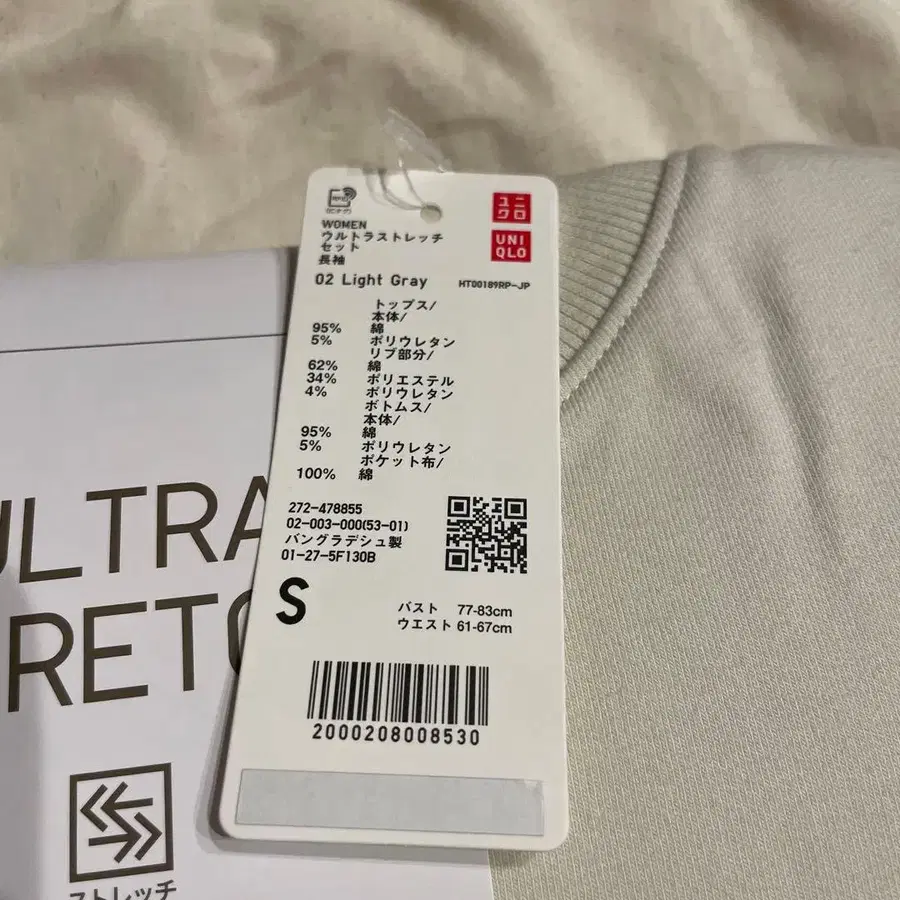 WOMEN
ウルトラストレッチ
セット
長袖
ユニ
クロ
UNI
QLO
02 Light Gray HT00189RP-JP
トップス/
本体/
95% 綿
5% ポリウレタン
リブ部分/
62% 綿
34% ポリエステル
4% ポリウレタン
ボトムス/
本体/
95% 綿
5% ポリウレタン
ポケット布/
100% 綿
272-478855
02-003-000(53-01)
バングラデシュ製
01-27-5F130B
S
バスト 77-83cm
ウエスト 61-67cm
2000208008530
ULTRA
RETC
ストレッチ